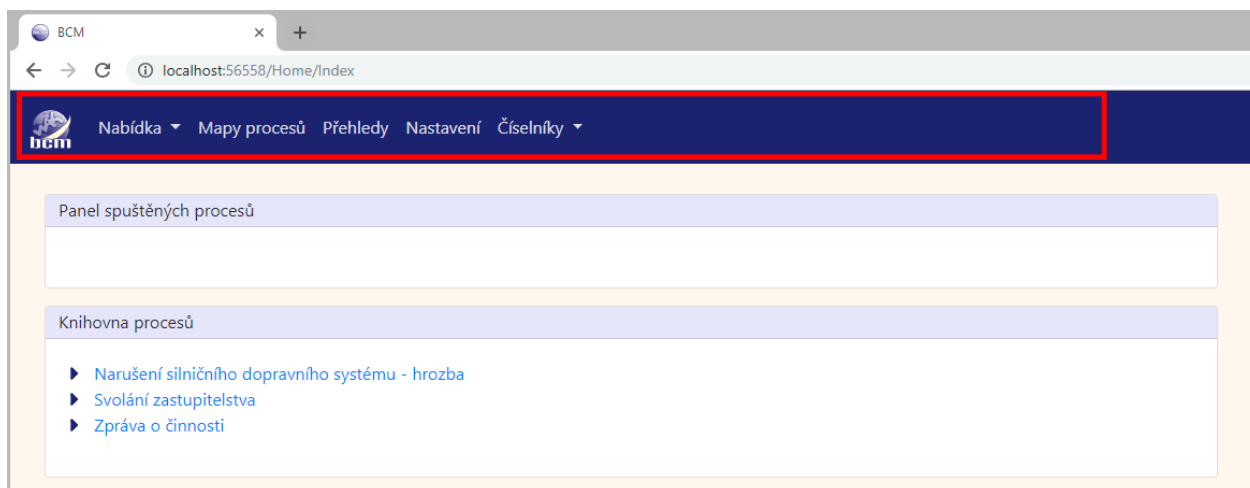 BCM
localhost:56558/Home/Index
bcm Nabídka Mapy procesů Přehledy Nastavení Číselníky
Panel spuštěných procesů
Knihovna procesů
Narušení silničního dopravního systému - hrozba
Svolání zastupitelstva
Zpráva o činnosti